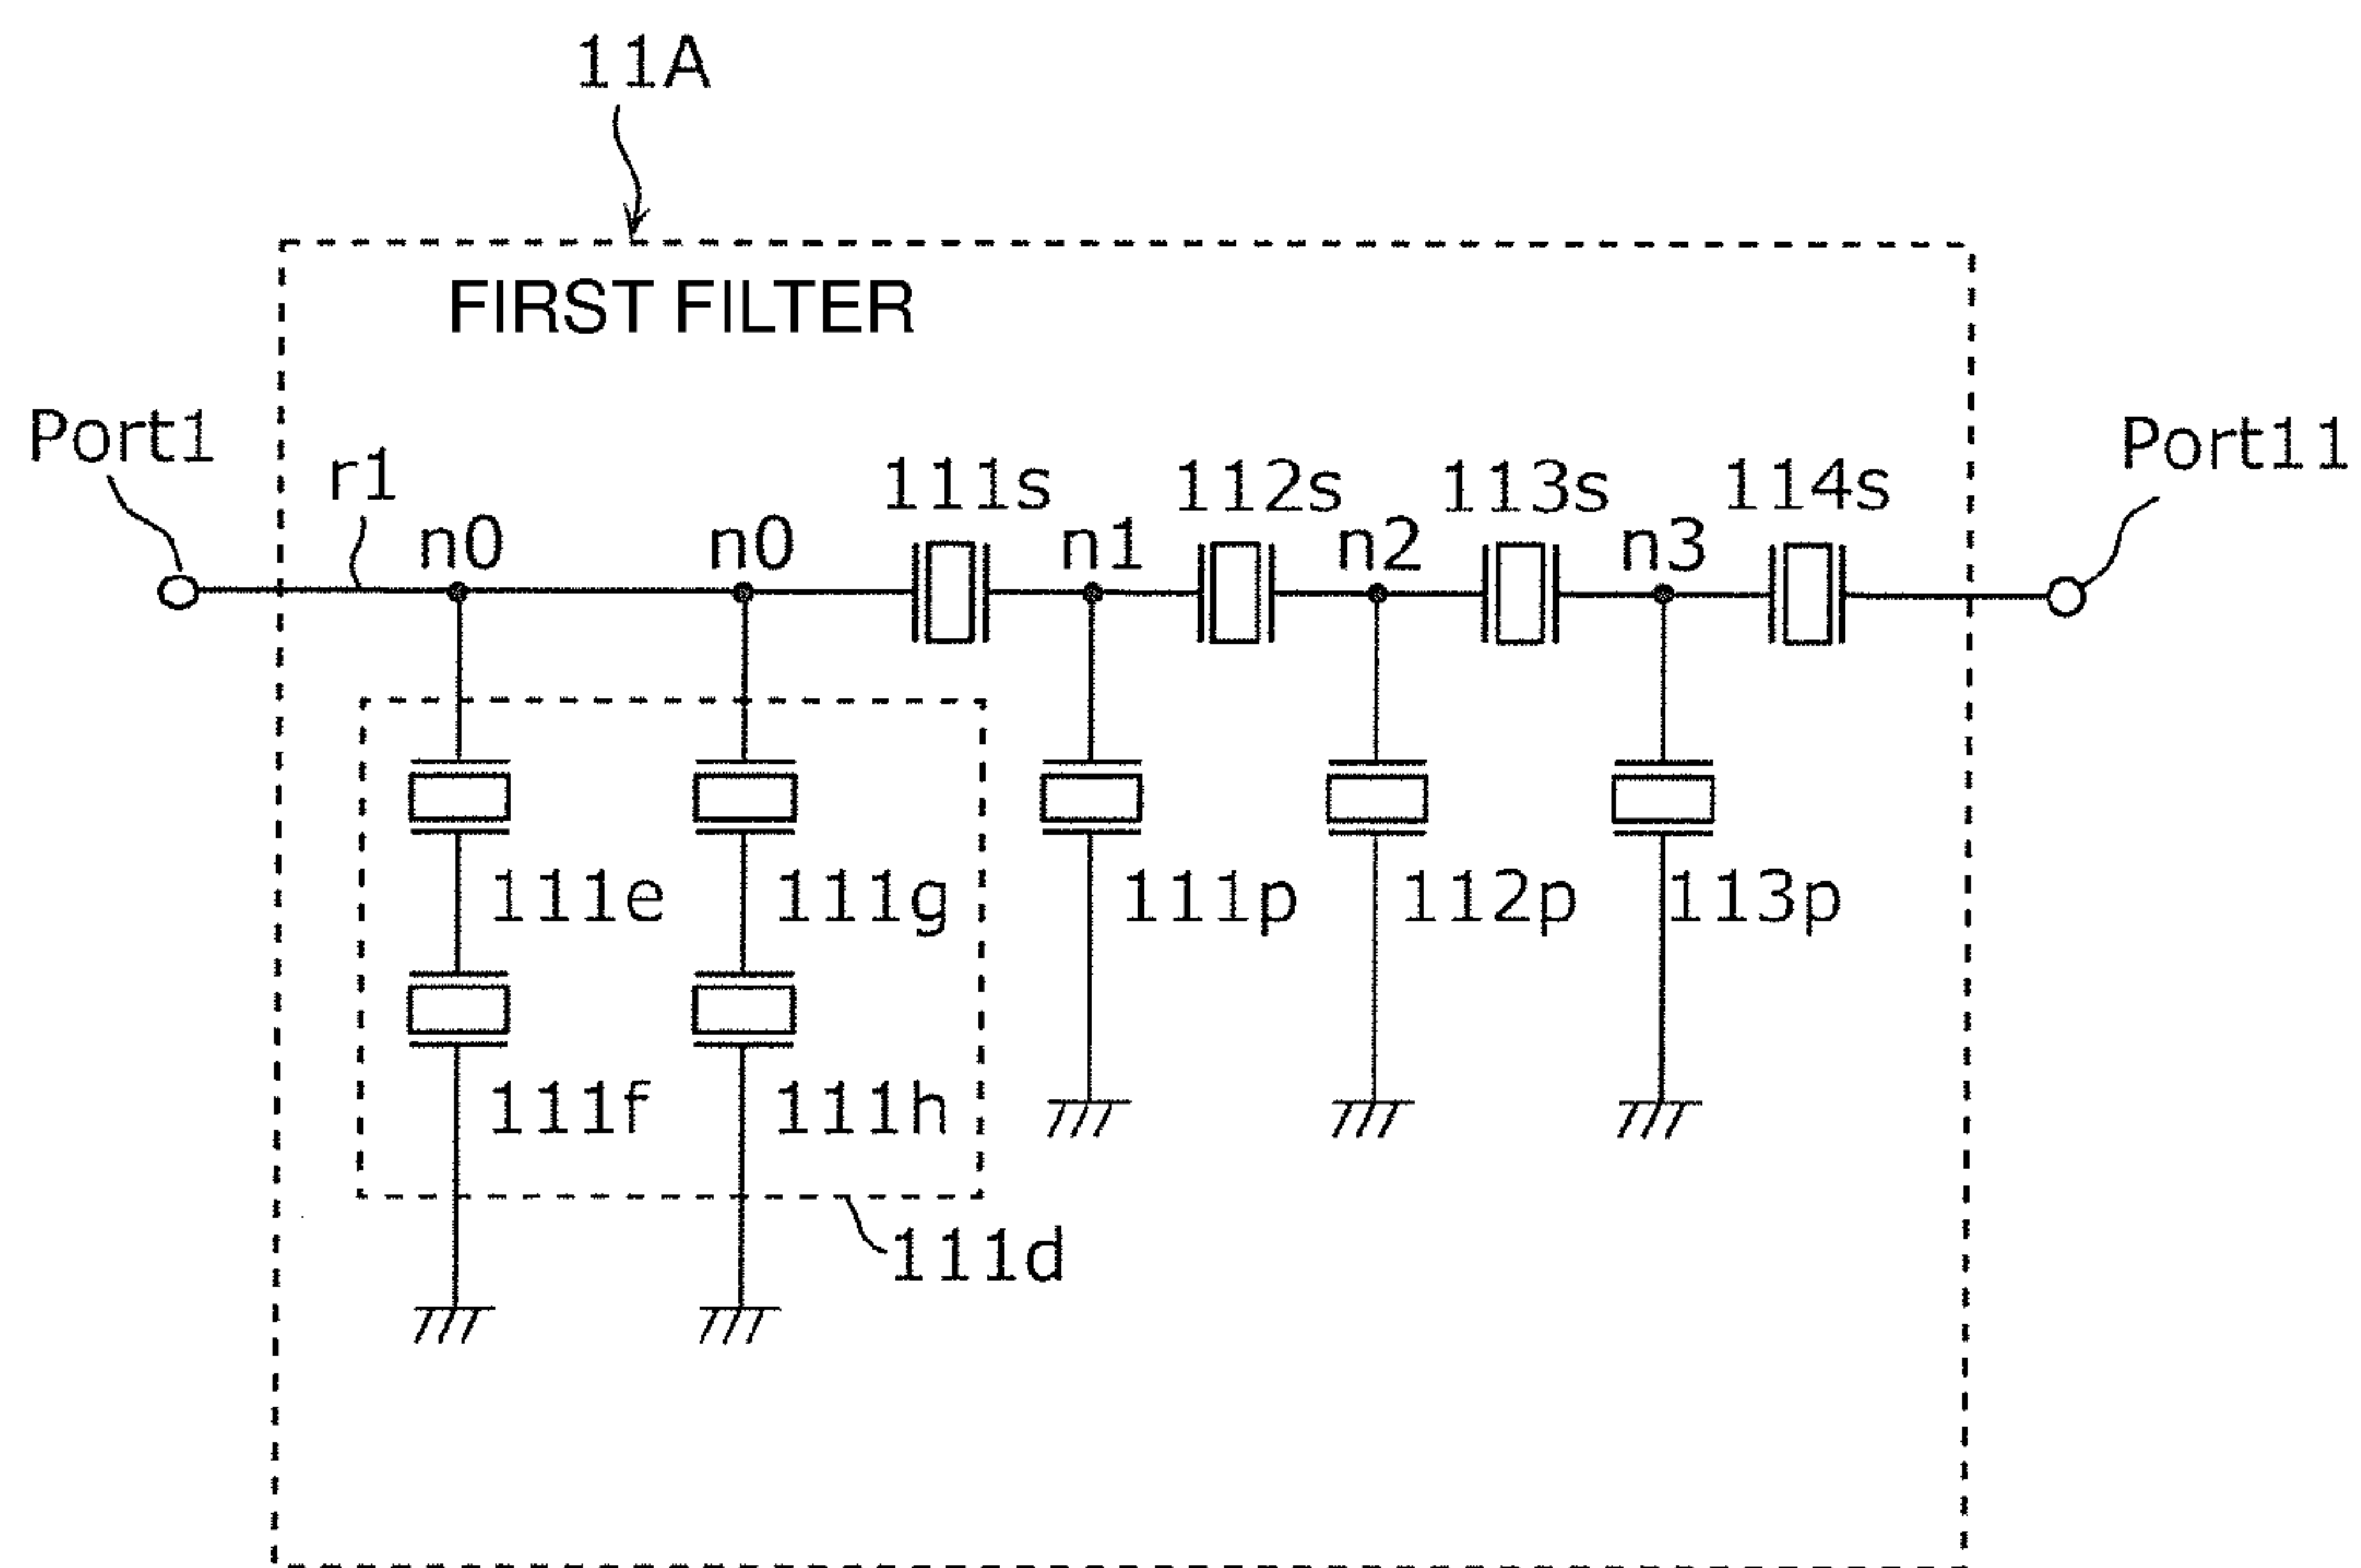 11A
FIRST FILTER
Port1
r1
n0
n0
111s
n1
112s
n2
113s
n3
114s
Port11
111e
111g
111p
112p
113p
111f
111h
111d